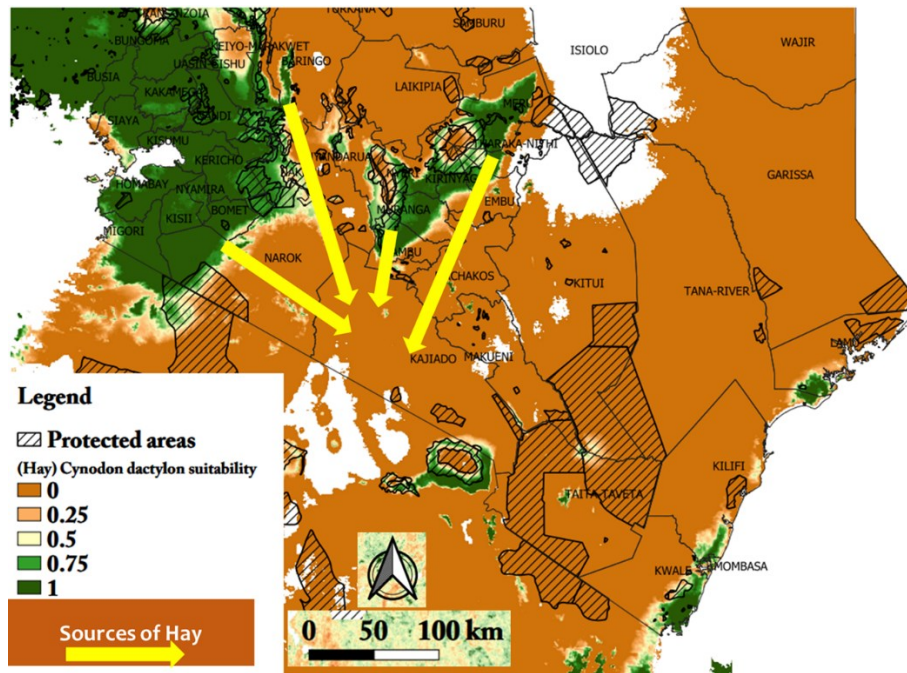 TURKANA
SAMBURU
BUNGOMA
KEIYO-MARAKWET
ISIOLO
WAJIR
UASIN-GISHU
BARINGO
BUSIA
LAIKIPIA
KAKAMEGA
MERU
SIAYA
NANDI
THARAKA-NITHI
KISUMU
KERICHO
GARISSA
HOMABAY
NYAMIRA
KIRINYAGA
EMBU
KISII
BOMET
MURANGA
MIGORI
NAROK
KITUI
TANA-RIVER
KAJIADO
MAKUENI
LAMU
Legend
Protected areas
(Hay) Cynodon dactylon suitability
0
0.25
0.5
0.75
1
KILIFI
TAITA-TAVETA
KWALE
MOMBASA
Sources of Hay
0 50 100 km